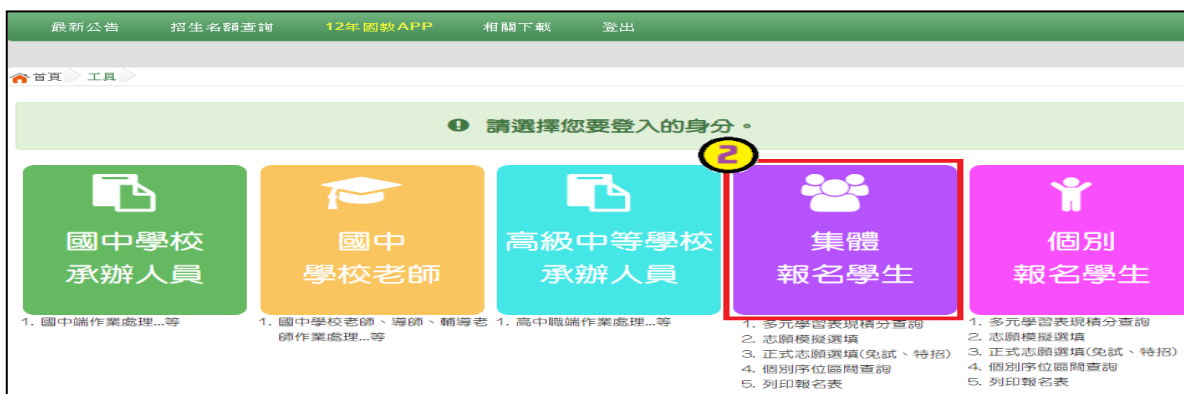 最新公告 招生名額查詢 12年國教APP 相關下載 登出
首頁 工具
請選擇您要登入的身分。
2
國中學校
承辦人員
1. 國中端作業處理...等
國中
學校老師
1. 國中學校老師、導師、輔導老
師作業處理...等
高級中等學校
承辦人員
1. 高中職端作業處理...等
集體
報名學生
1. 多元學習表現積分查詢
2. 志願模擬選填
3. 正式志願選填(免試、特招)
4. 個別序位區間查詢
5. 列印報名表
個別
報名學生
1. 多元學習表現積分查詢
2. 志願模擬選填
3. 正式志願選填(免試、特招)
4. 個別序位區間查詢
5. 列印報名表